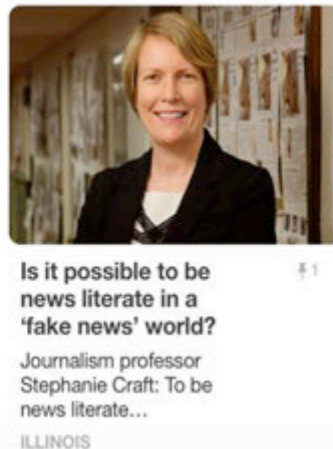 Is it possible to be
news literate in a
‘fake news’ world?
1
Journalism professor
Stephanie Craft: To be
news literate...
ILLINOIS